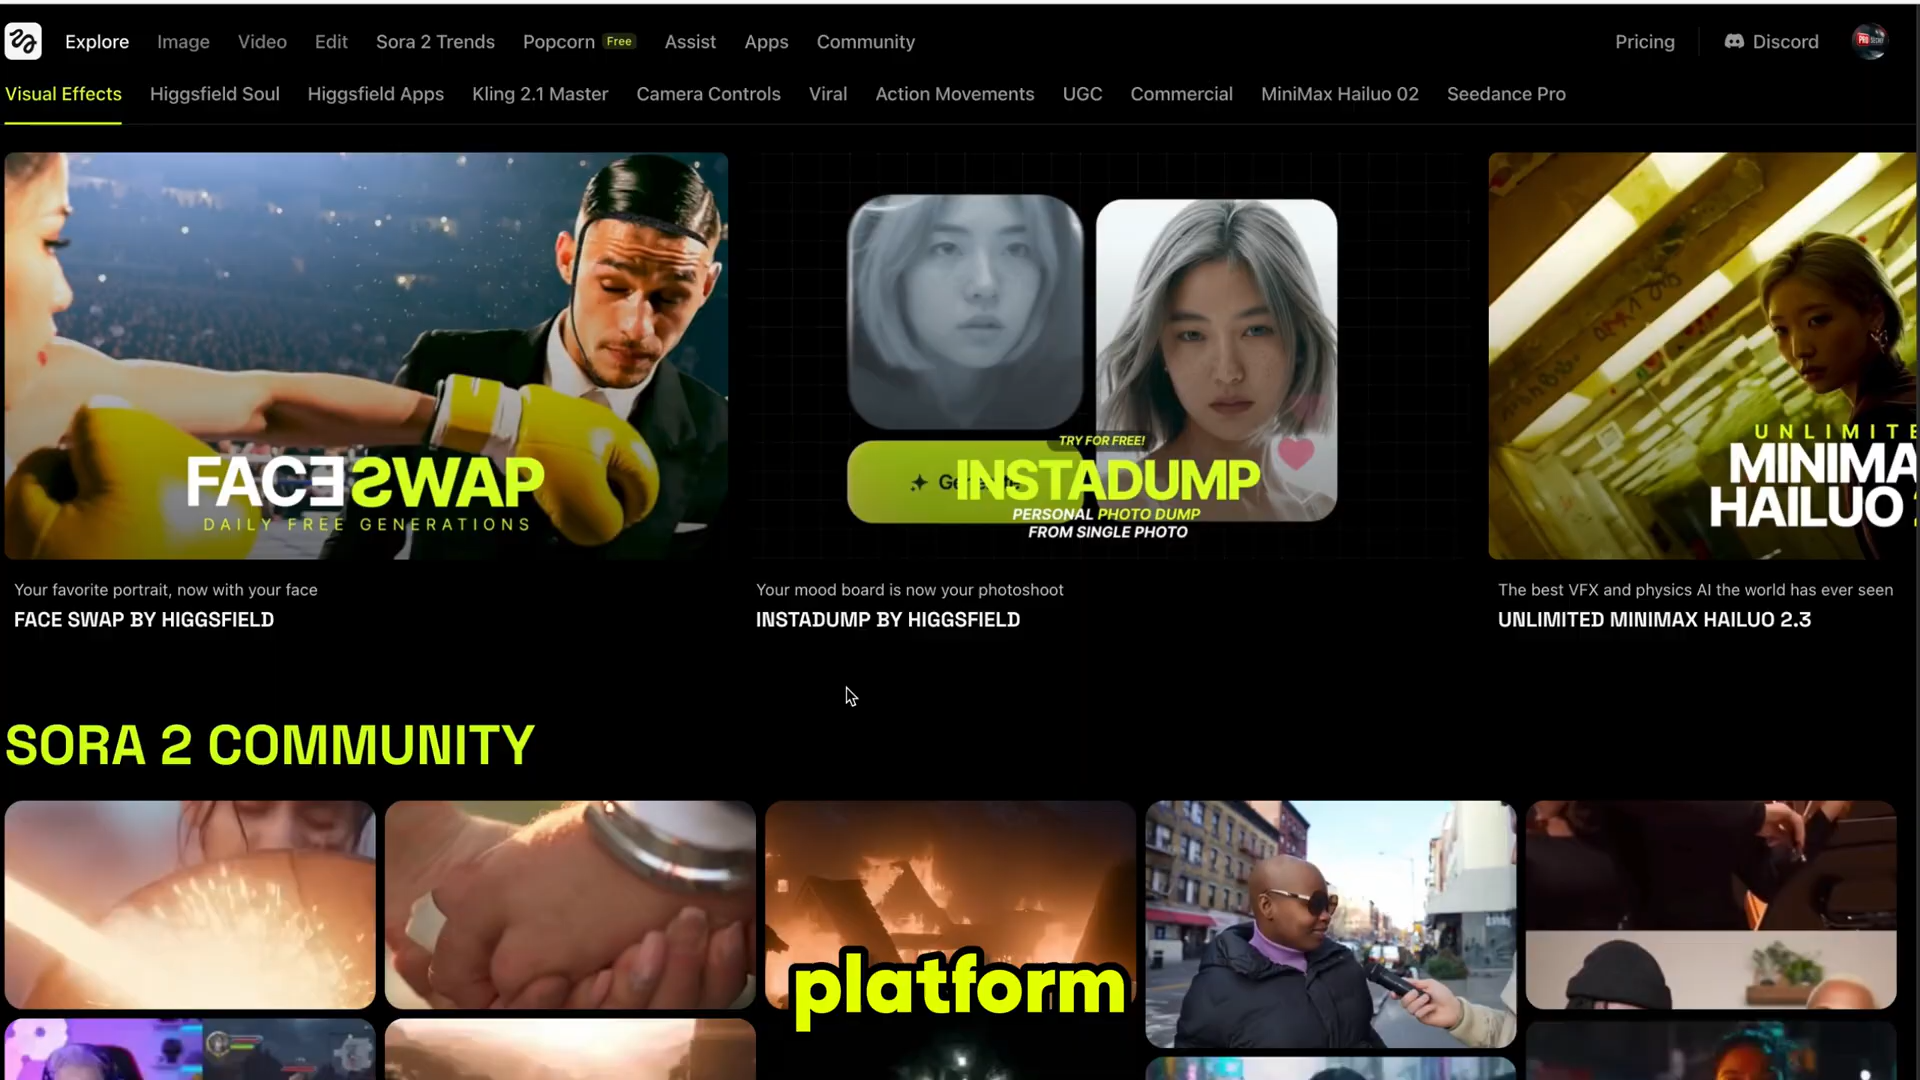 Explore Image Video Edit Sora 2 Trends Popcorn Free Assist Apps Community Pricing Discord
Visual Effects Higgsfield Soul Higgsfield Apps Kling 2.1 Master Camera Controls Viral Action Movements UGC Commercial MiniMax Hailuo 02 Seedance Pro
FACE SWAP
DAILY FREE GENERATIONS
TRY FOR FREE!
INSTADUMP
PERSONAL PHOTO DUMP
FROM SINGLE PHOTO
UNLIMITE
MINIMA
HAILUO
Your favorite portrait, now with your face
FACE SWAP BY HIGGSFIELD
Your mood board is now your photoshoot
INSTADUMP BY HIGGSFIELD
The best VFX and physics AI the world has ever seen
UNLIMITED MINIMAX HAILUO 2.3
SORA 2 COMMUNITY
platform